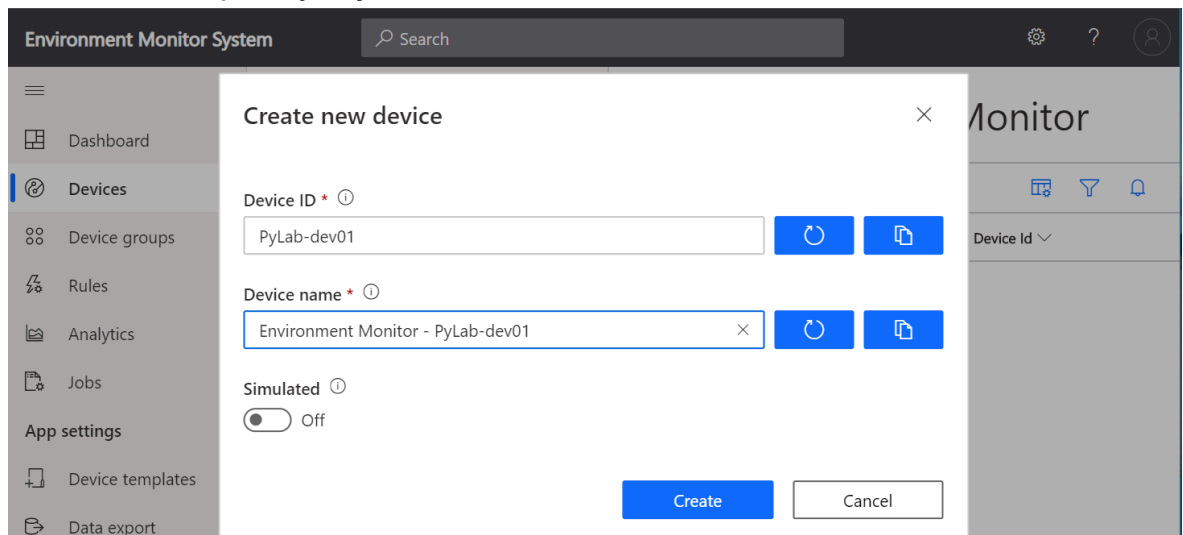 Environment Monitor System
Search
?
Create new device
Monitor
Dashboard
Devices
Device ID * 
PyLab-dev01
Device groups
Device Id
Rules
Device name *
Environment Monitor - PyLab-dev01
Analytics
Jobs
Simulated
Off
App settings
Device templates
Create
Cancel
Data export